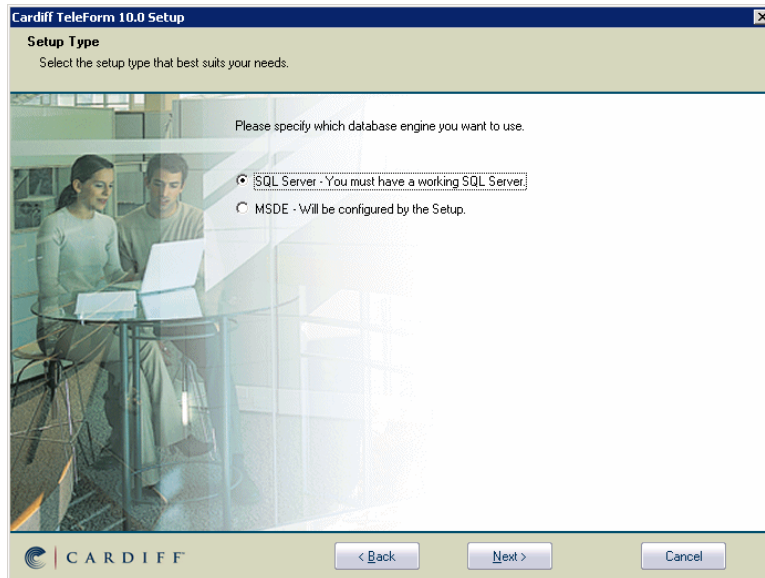 Cardiff TeleForm 10.0 Setup
Setup Type
Select the setup type that best suits your needs.
Please specify which database engine you want to use.
SQL Server - You must have a working SQL Server.
MSDE - Will be configured by the Setup.
CARDIFF
< Back
Next >
Cancel